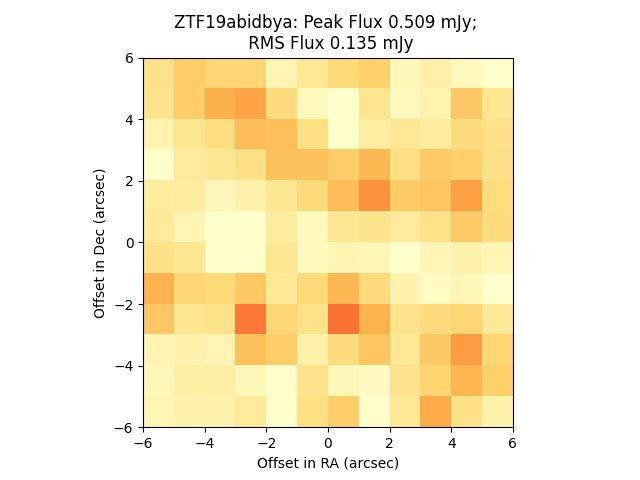 ZTF19abidbya: Peak Flux 0.509 mJy;
RMS Flux 0.135 mJy
6
4
2
0
−2
−4
−6
Offset in Dec (arcsec)
−6 −4 −2 0 2 4 6
Offset in RA (arcsec)